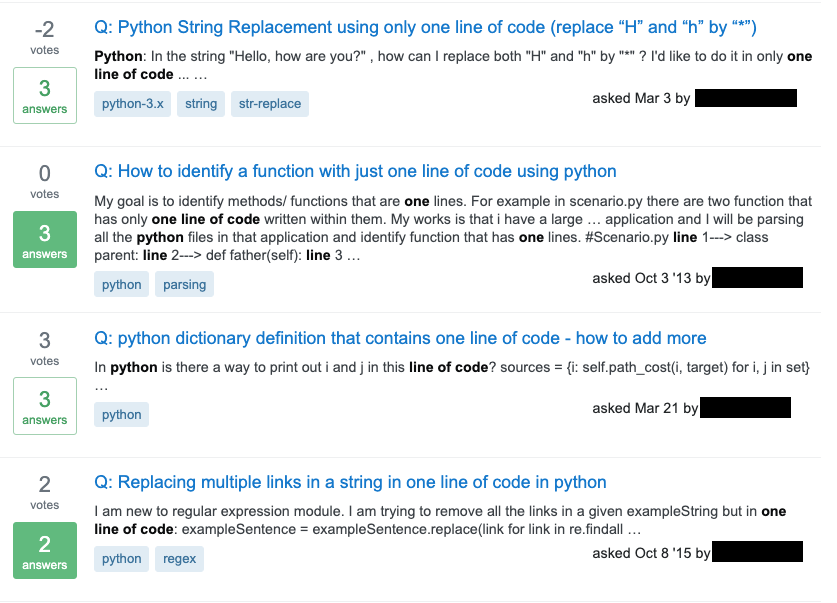 -2
votes
3
answers
Q: Python String Replacement using only one line of code (replace “H” and “h” by “*”)
Python: In the string "Hello, how are you?" , how can I replace both "H" and "h" by "*" ? I'd like to do it in only one
line of code ... …
python-3.x string str-replace
asked Mar 3 by
0
votes
3
answers
Q: How to identify a function with just one line of code using python
My goal is to identify methods/ functions that are one lines. For example in scenario.py there are two function that
has only one line of code written within them. My works is that i have a large … application and I will be parsing
all the python files in that application and identify function that has one lines. #Scenario.py line 1---> class
parent: line 2---> def father(self): line 3 …
python parsing
asked Oct 3 '13 by
3
votes
3
answers
Q: python dictionary definition that contains one line of code - how to add more
In python is there a way to print out i and j in this line of code? sources = {i: self.path_cost(i, target) for i, j in set}
…
python
asked Mar 21 by
2
votes
2
answers
Q: Replacing multiple links in a string in one line of code in python
I am new to regular expression module. I am trying to remove all the links in a given exampleString but in one
line of code: exampleSentence = exampleSentence.replace(link for link in re.findall …
python regex
asked Oct 8 '15 by